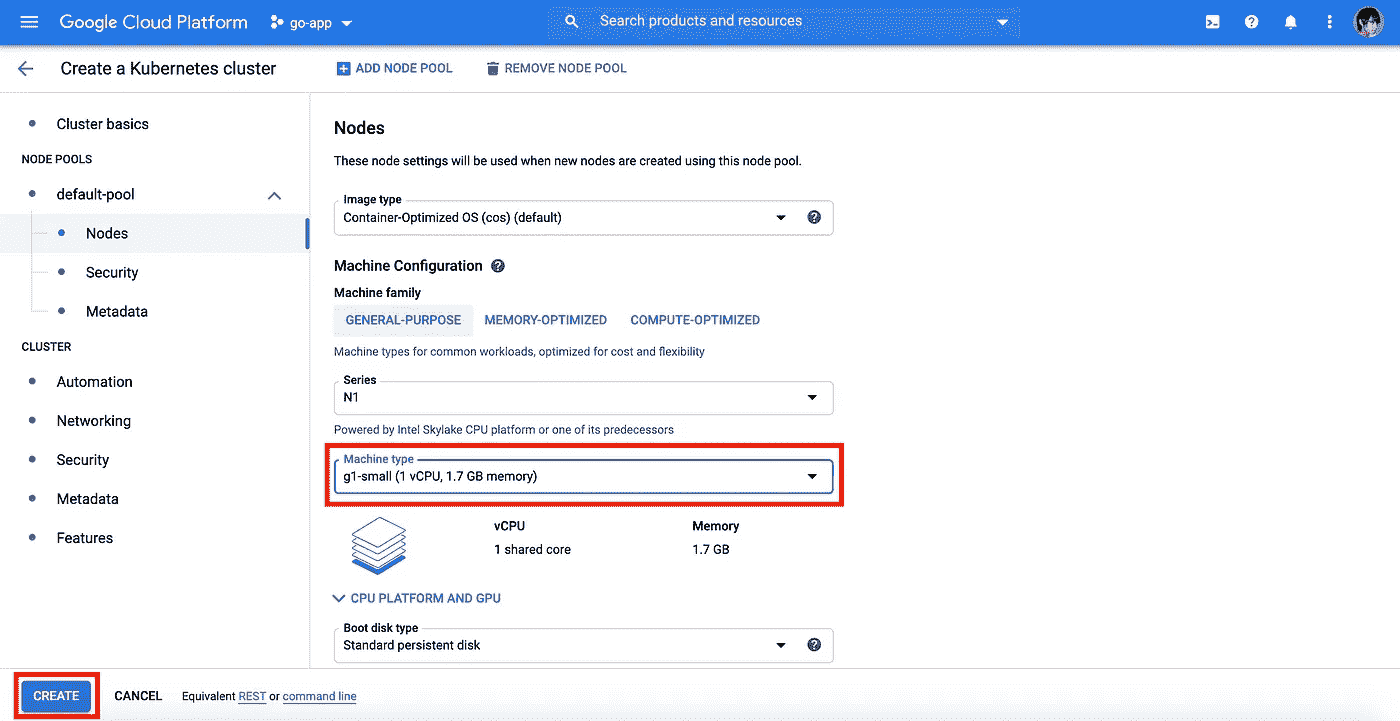 Google Cloud Platform go-app Search products and resources
Create a Kubernetes cluster ADD NODE POOL REMOVE NODE POOL
Cluster basics
NODE POOLS
default-pool
Nodes
Security
Metadata
CLUSTER
Automation
Networking
Security
Metadata
Features
Nodes
These node settings will be used when new nodes are created using this node pool.
Image type
Container-Optimized OS (cos) (default)
Machine Configuration
Machine family
GENERAL-PURPOSE MEMORY-OPTIMIZED COMPUTE-OPTIMIZED
Machine types for common workloads, optimized for cost and flexibility
Series
N1
Powered by Intel Skylake CPU platform or one of its predecessors
Machine type
g1-small (1 vCPU, 1.7 GB memory)
vCPU Memory
1 shared core 1.7 GB
CPU PLATFORM AND GPU
Boot disk type
Standard persistent disk
CREATE CANCEL Equivalent REST or command line